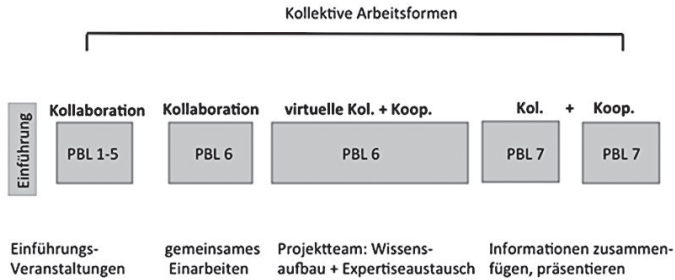 Kollektive Arbeitsformen
Einführung
Kollaboration
PBL 1-5
Kollaboration
PBL 6
virtuelle Kol. + Koop.
PBL 6
Kol. + Koop.
PBL 7
PBL 7
Einführungs-
Veranstaltungen
gemeinsames
Einarbeiten
Projektteam: Wissens-
aufbau + Expertiseaustausch
Informationen zusammen-
fügen, präsentieren